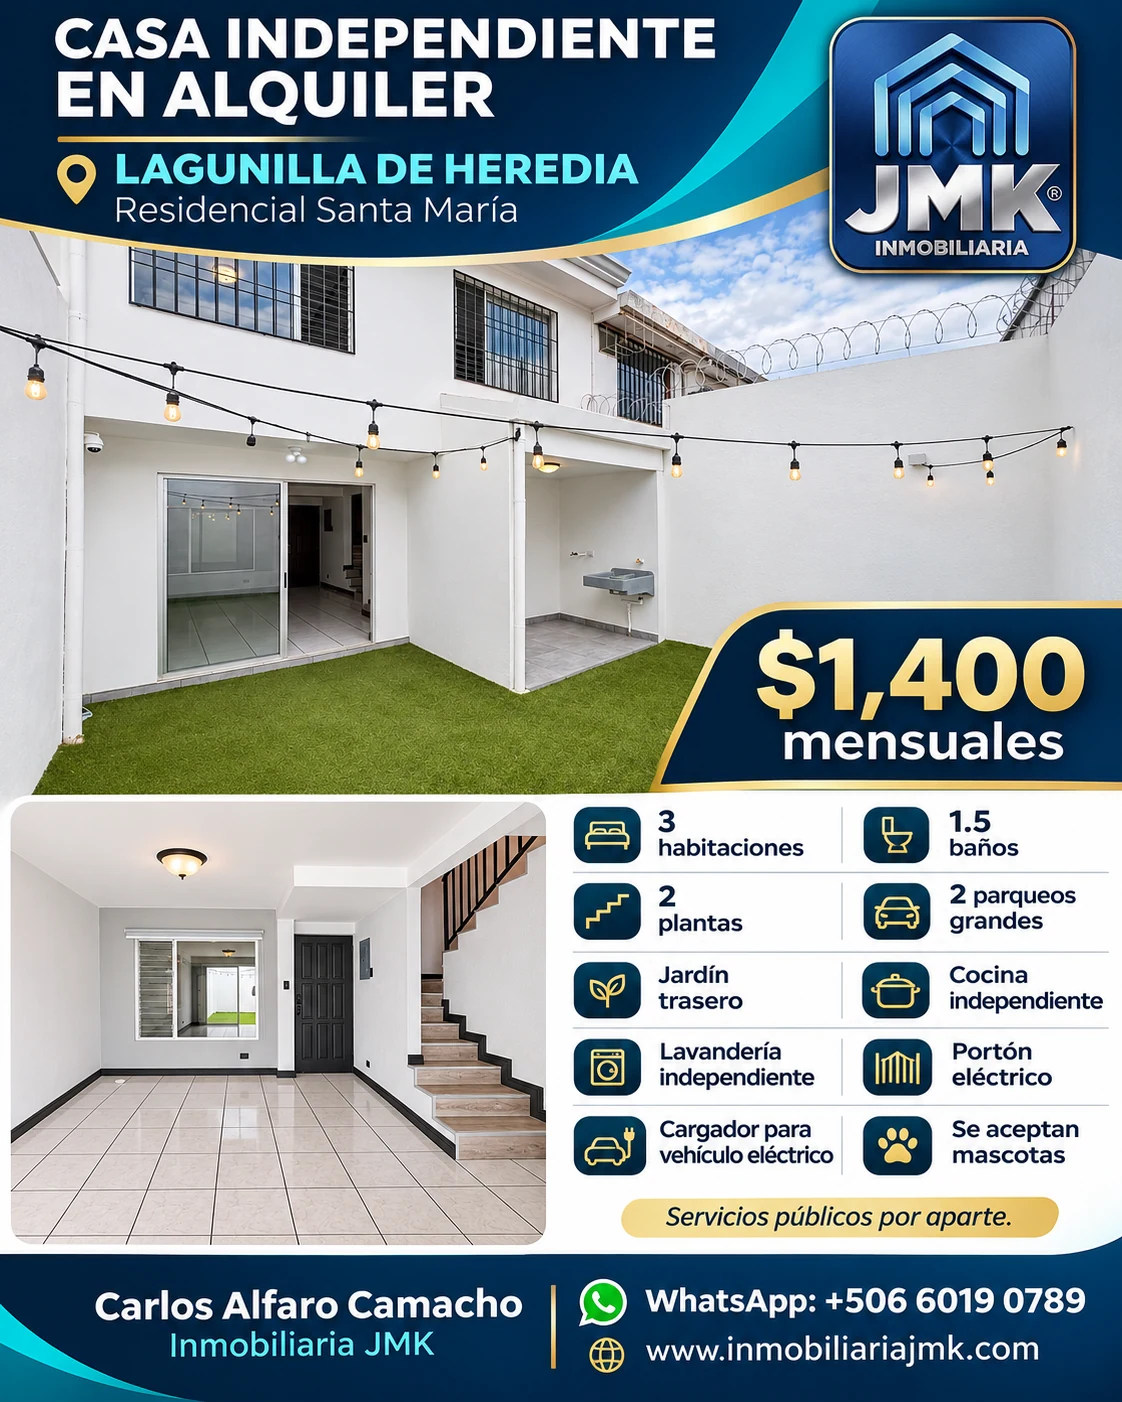 CASA INDEPENDIENTE
EN ALQUILER
LAGUNILLA DE HEREDIA
Residencial Santa María
JMK®
INMOBILIARIA
$1,400
mensuales
3
habitaciones
1.5
baños
2
plantas
2 parqueos
grandes
Jardín
trasero
Cocina
independiente
Lavandería
independiente
Portón
eléctrico
Cargador para
vehículo eléctrico
Se aceptan
mascotas
Servicios públicos por aparte.
Carlos Alfaro Camacho
Inmobiliaria JMK
WhatsApp: +506 6019 0789
www.inmobiliariajmk.com